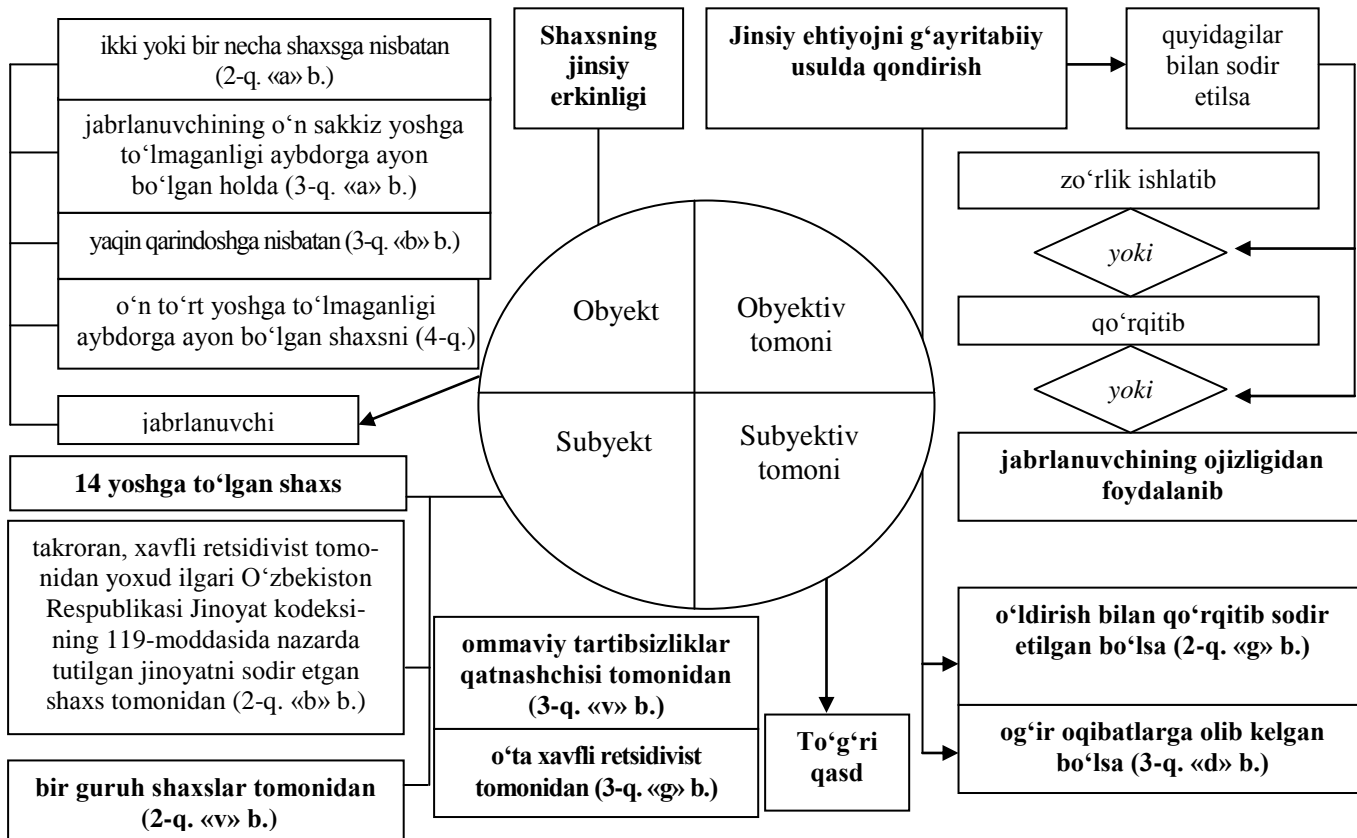 ikki yoki bir necha shaxsga nisbatan
(2-q. «a» b.)
jabrlanuvchining o‘n sakkiz yoshga
to‘lmaganligi aybdorga ayon
bo‘lgan holda (3-q. «a» b.)
yaqin qarindoshga nisbatan (3-q. «b» b.)
o‘n to‘rt yoshga to‘lmaganligi
aybdorga ayon bo‘lgan shaxsni (4-q.)
jabrlanuvchi
Shaxsning
jinsiy
erkinligi
Jinsiy ehtiyojni g‘ayritabiiy
usulda qondirish
quyidagilar
bilan sodir
etilsa
zo‘rlik ishlatib
yoki
qo‘rqitib
yoki
jabrlanuvchining ojizligidan
foydalanib
Obyekt
Obyektiv
tomoni
Subyekt
Subyektiv
tomoni
14 yoshga to‘lgan shaxs
takroran, xavfli retsidivist tomo-
nidan yoxud ilgari O‘zbekiston
Respublikasi Jinoyat kodeksi-
ning 119-moddasida nazarda
tutilgan jinoyatni sodir etgan
shaxs tomonidan (2-q. «b» b.)
bir guruh shaxslar tomonidan
(2-q. «v» b.)
ommaviy tartibsizliklar
qatnashchisi tomonidan
(3-q. «v» b.)
o‘ta xavfli retsidivist
tomonidan (3-q. «g» b.)
To‘g‘ri
qasd
o‘ldirish bilan qo‘rqitib sodir
etilgan bo‘lsa (2-q. «g» b.)
og‘ir oqibatlarga olib kelgan
bo‘lsa (3-q. «d» b.)